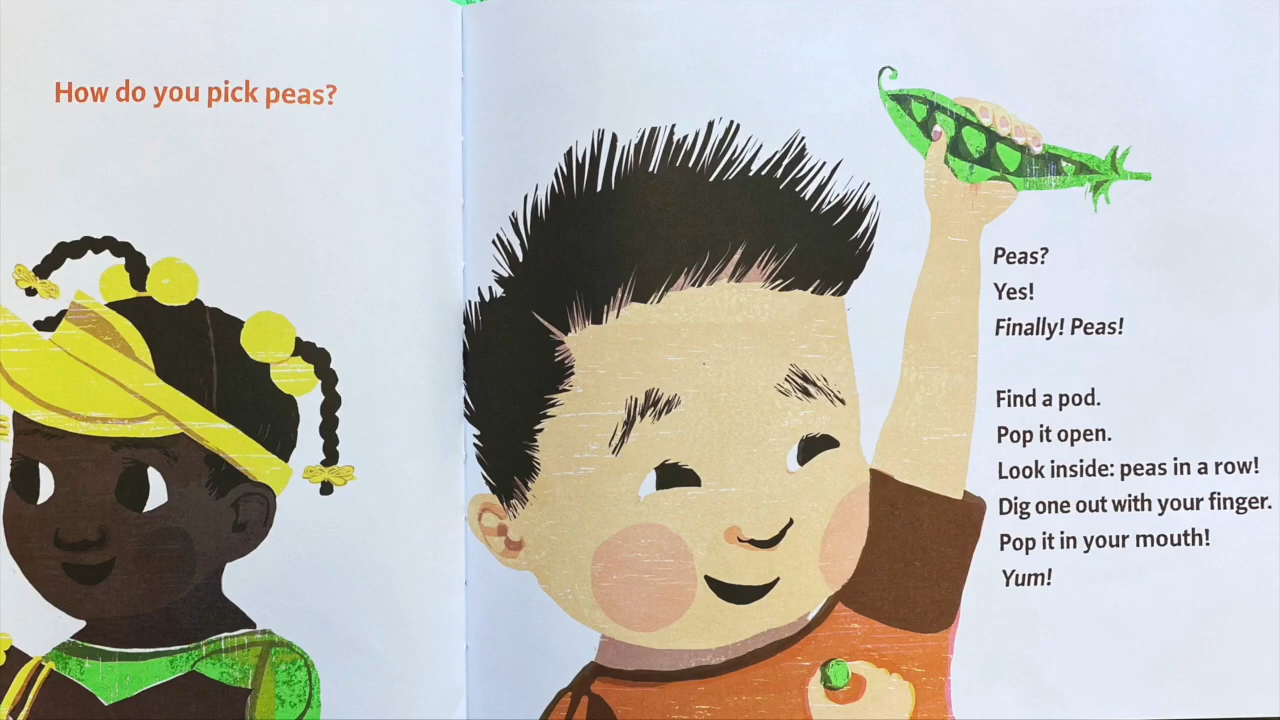 How do you pick peas?
Peas?
Yes!
Finally! Peas!
Find a pod.
Pop it open.
Look inside: peas in a row!
Dig one out with your finger.
Pop it in your mouth!
Yum!